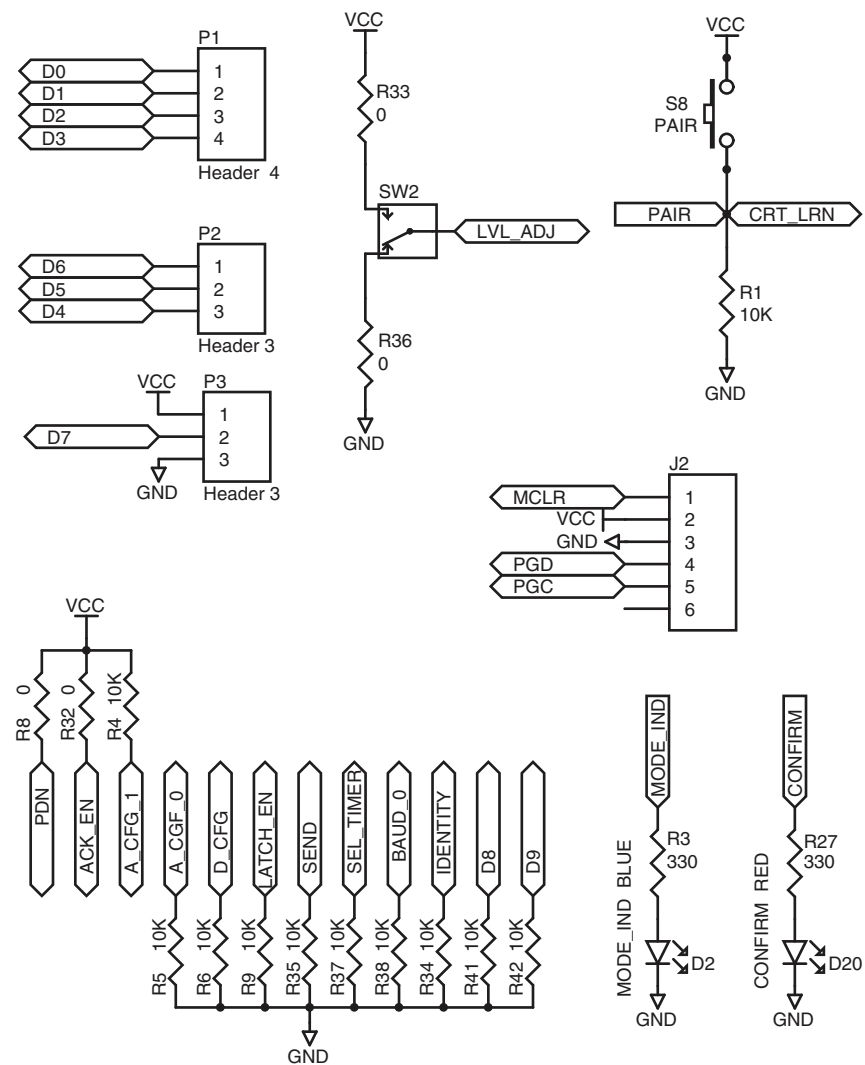 P1
D0 1
D1 2
D2 3
D3 4
Header 4
P2
D6 1
D5 2
D4 3
Header 3
VCC P3
1
D7 2
3
GND Header 3
VCC
R33
0
SW2
LVL_ADJ
R36
0
GND
VCC
S8
PAIR
PAIR CRT_LRN
R1
10K
GND
J2
MCLR 1
VCC 2
GND 3
PGD 4
PGC 5
6
VCC
R8 0
R32 0
R4 10K
PDN
ACK_EN
A_CFG_1
A_CGF_0
D_CFG
LATCH_EN
SEND
SEL_TIMER
BAUD_0
IDENTITY
D8
D9
R5 10K
R6 10K
R9 10K
R35 10K
R37 10K
R38 10K
R34 10K
R41 10K
R42 10K
GND
MODE_IND
R3
330
MODE_IND BLUE
D2
GND
CONFIRM
R27
330
CONFIRM RED
D20
GND